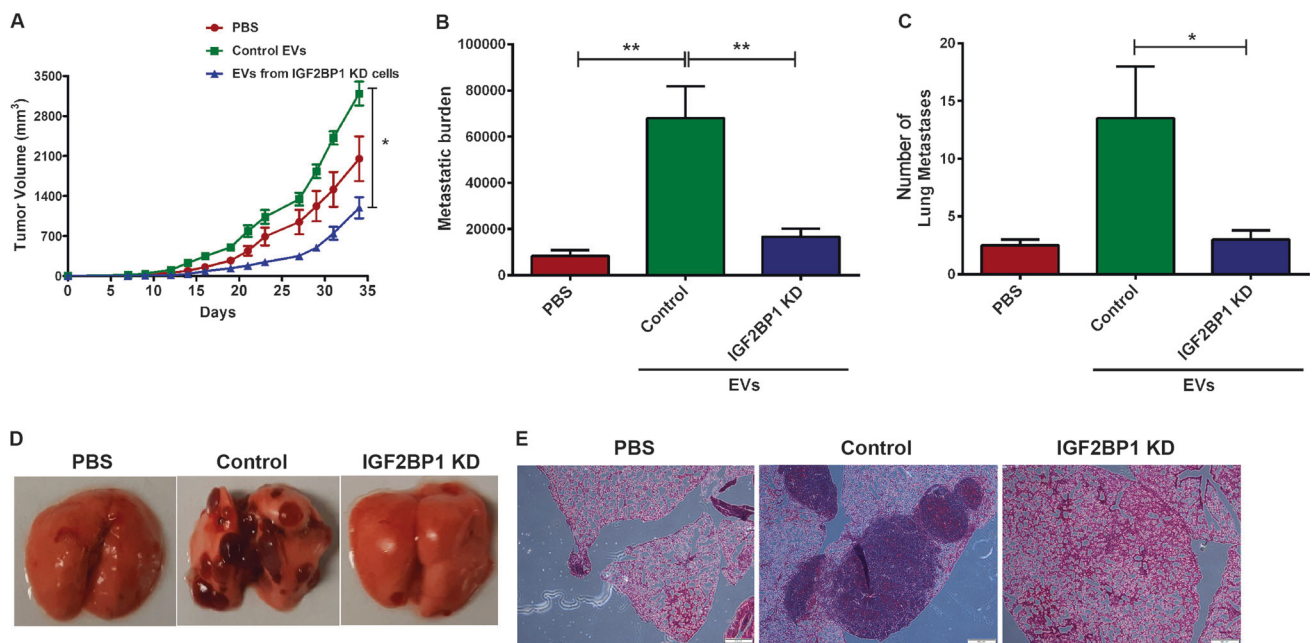 A
PBS
Control EVs
EVs from IGF2BP1 KD cells
Tumor Volume (mm³)
3500
2800
2100
1400
700
0
*
0 5 10 15 20 25 30 35
Days
B
Metastatic burden
100000
80000
60000
40000
20000
0
** **
PBS
Control
IGF2BP1 KD
EVs
C
Number of
Lung Metastases
20
15
10
5
0
*
PBS
Control
IGF2BP1 KD
EVs
D
PBS Control IGF2BP1 KD
E
PBS Control IGF2BP1 KD